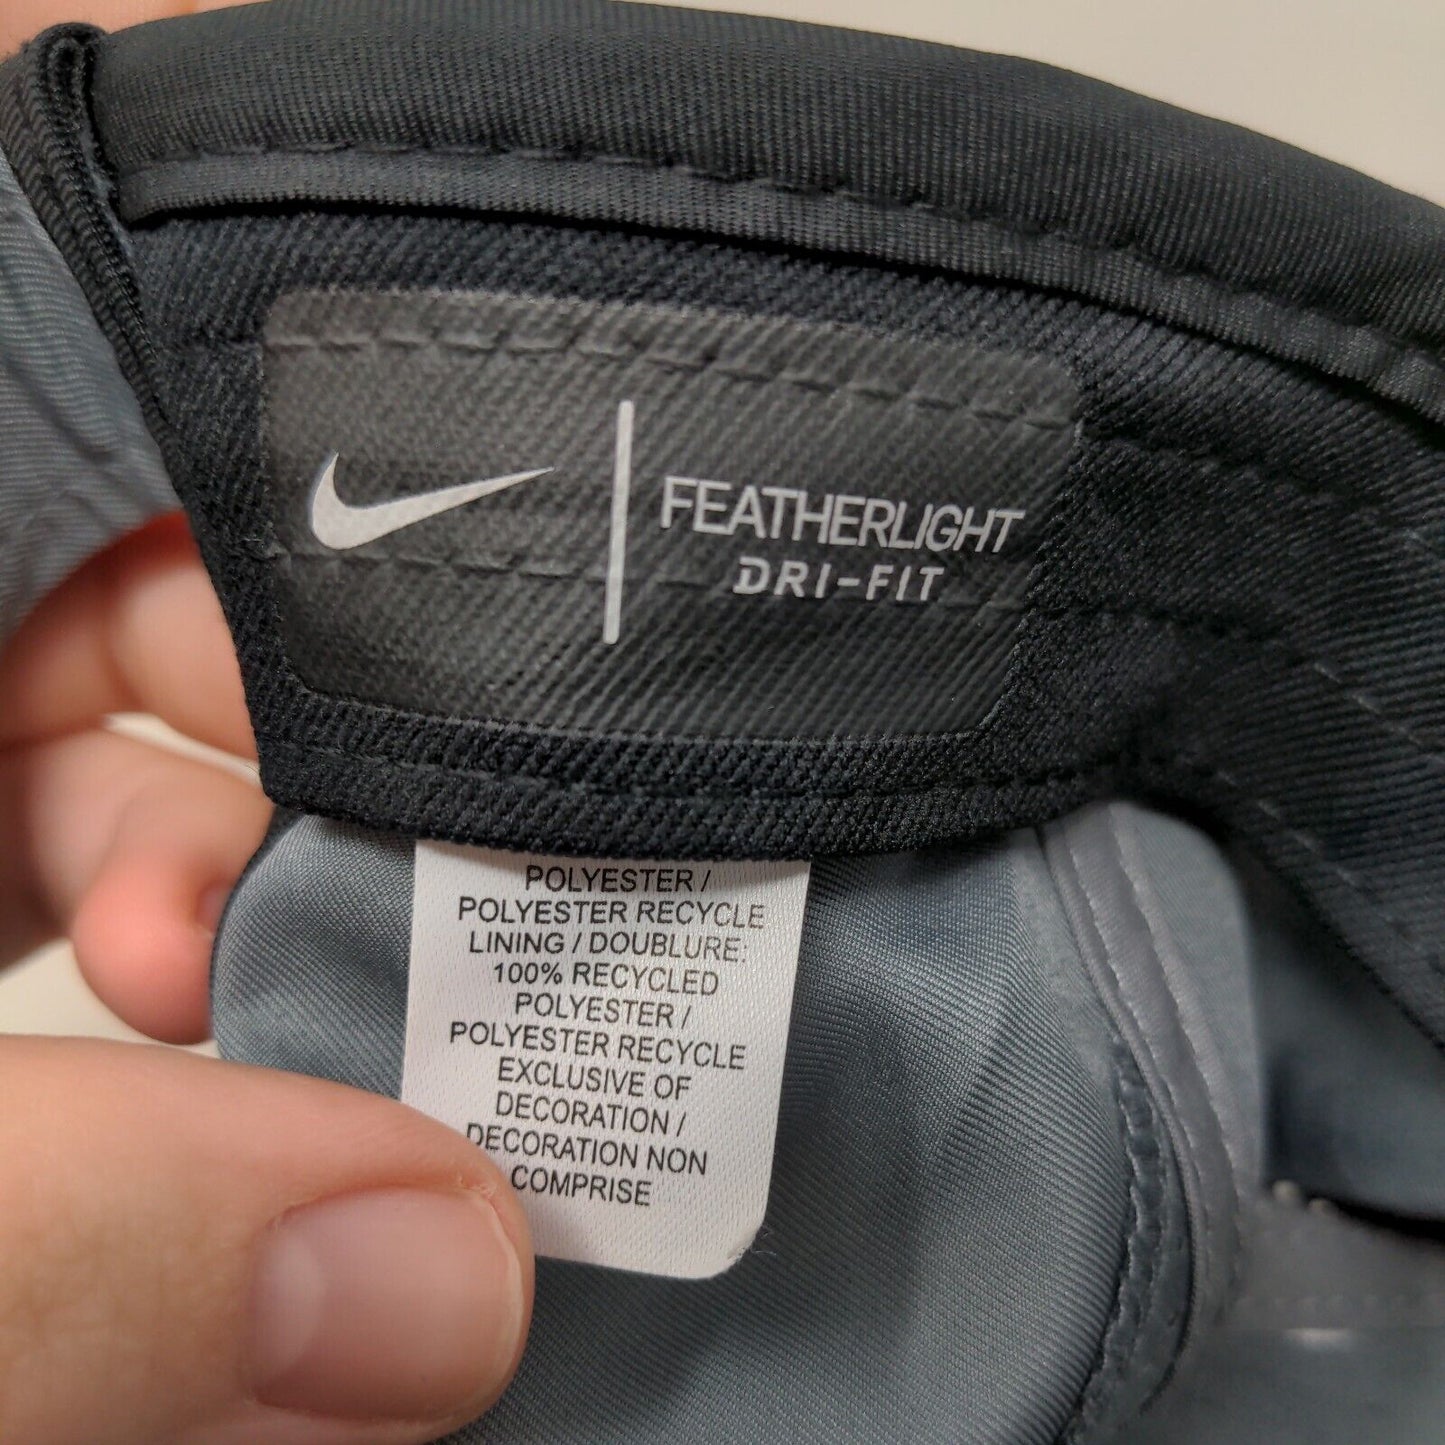 FEATHERLIGHT
DRI-FIT
POLYESTER /
POLYESTER RECYCLE
LINING / DOUBLURE:
100% RECYCLED
POLYESTER /
POLYESTER RECYCLE
EXCLUSIVE OF
DECORATION /
DECORATION NON
COMPRISE